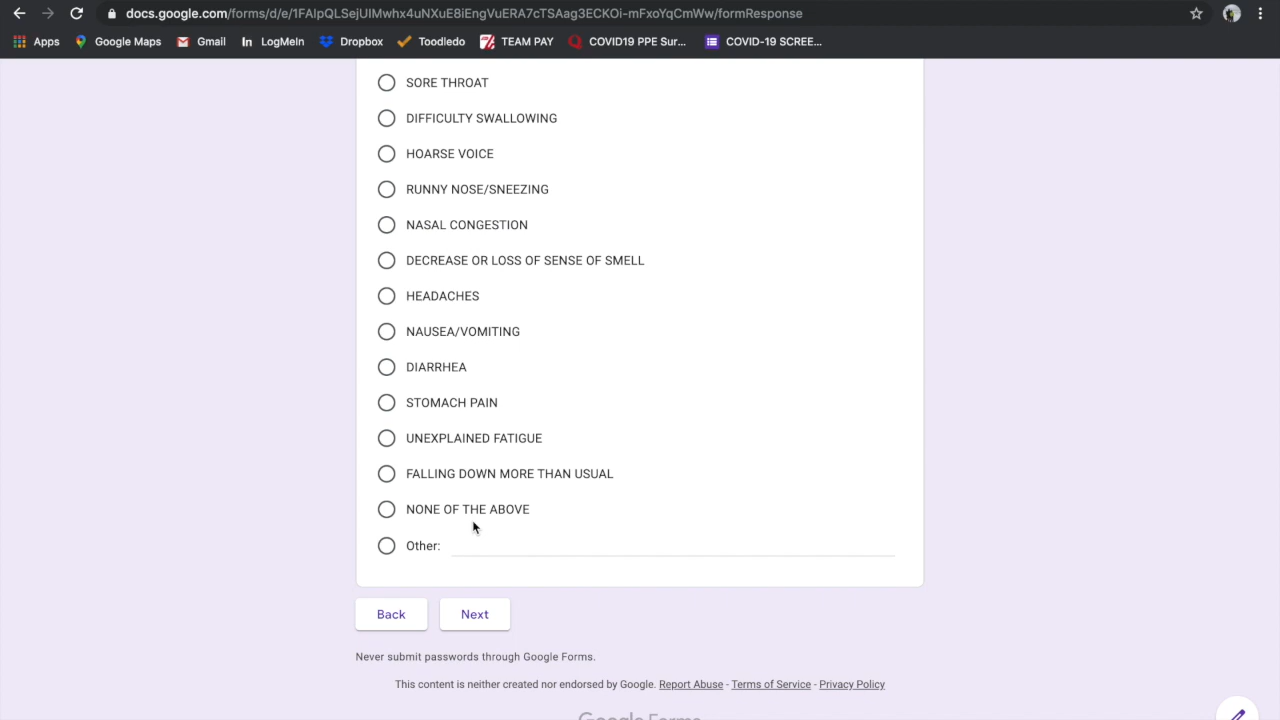 docs.google.com/forms/d/e/1FAIpQLSejUIMwhx4uNXuE8iEngVuERA7cTSAag3ECKOi-mFxoYqCmWw/formResponse
Apps Google Maps Gmail LogMeIn Dropbox Toodledo TEAM PAY COVID19 PPE Sur... COVID-19 SCREE...
SORE THROAT
DIFFICULTY SWALLOWING
HOARSE VOICE
RUNNY NOSE/SNEEZING
NASAL CONGESTION
DECREASE OR LOSS OF SENSE OF SMELL
HEADACHES
NAUSEA/VOMITING
DIARRHEA
STOMACH PAIN
UNEXPLAINED FATIGUE
FALLING DOWN MORE THAN USUAL
NONE OF THE ABOVE
Other:
Back Next
Never submit passwords through Google Forms.
This content is neither created nor endorsed by Google. Report Abuse - Terms of Service - Privacy Policy
Google Forms